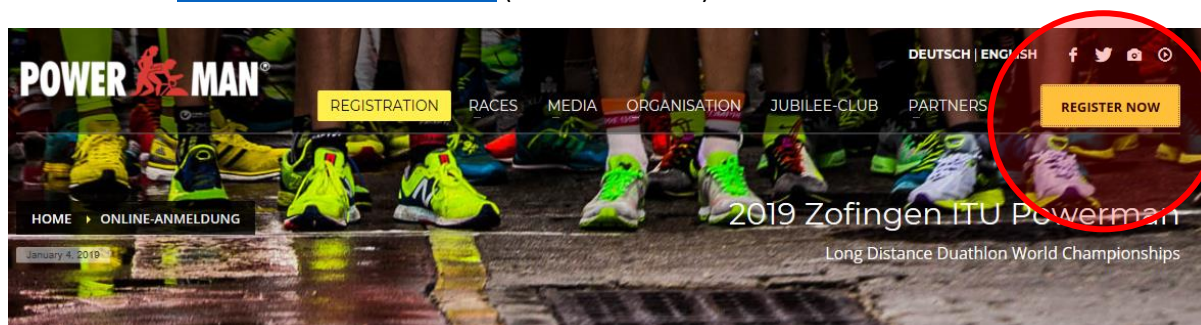 DEUTSCH | ENGLISH
POWER MAN®
REGISTRATION RACES MEDIA ORGANISATION JUBILEE-CLUB PARTNERS REGISTER NOW
HOME ONLINE-ANMELDUNG
2019 Zofingen ITU Powerman
January 4, 2019
Long Distance Duathlon World Championships